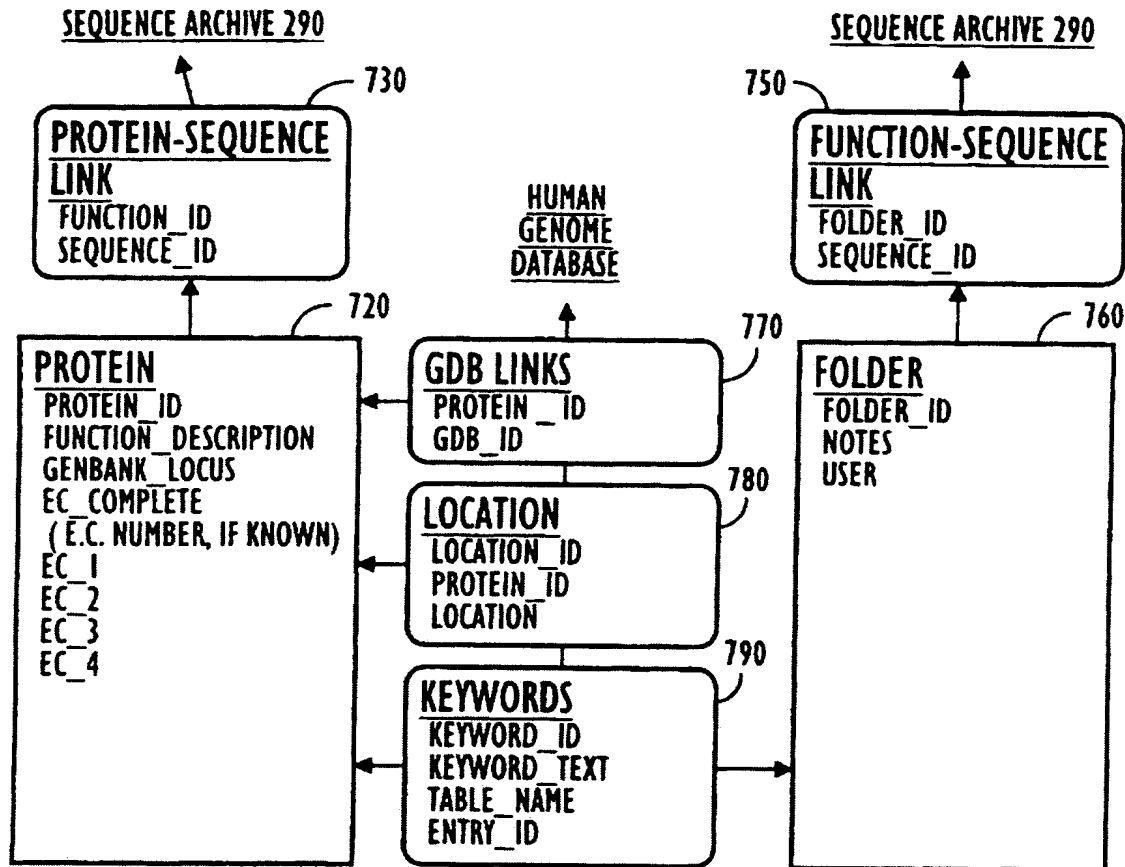 SEQUENCE ARCHIVE 290
730
PROTEIN-SEQUENCE
LINK
FUNCTION_ID
SEQUENCE_ID
SEQUENCE ARCHIVE 290
750
FUNCTION-SEQUENCE
LINK
FOLDER_ID
SEQUENCE_ID
HUMAN
GENOME
DATABASE
720
PROTEIN
PROTEIN_ID
FUNCTION_DESCRIPTION
GENBANK_LOCUS
EC_COMPLETE
( E.C. NUMBER, IF KNOWN)
EC_1
EC_2
EC_3
EC_4
770
GDB LINKS
PROTEIN_ID
GDB_ID
780
LOCATION
LOCATION_ID
PROTEIN_ID
LOCATION
790
KEYWORDS
KEYWORD_ID
KEYWORD_TEXT
TABLE_NAME
ENTRY_ID
760
FOLDER
FOLDER_ID
NOTES
USER